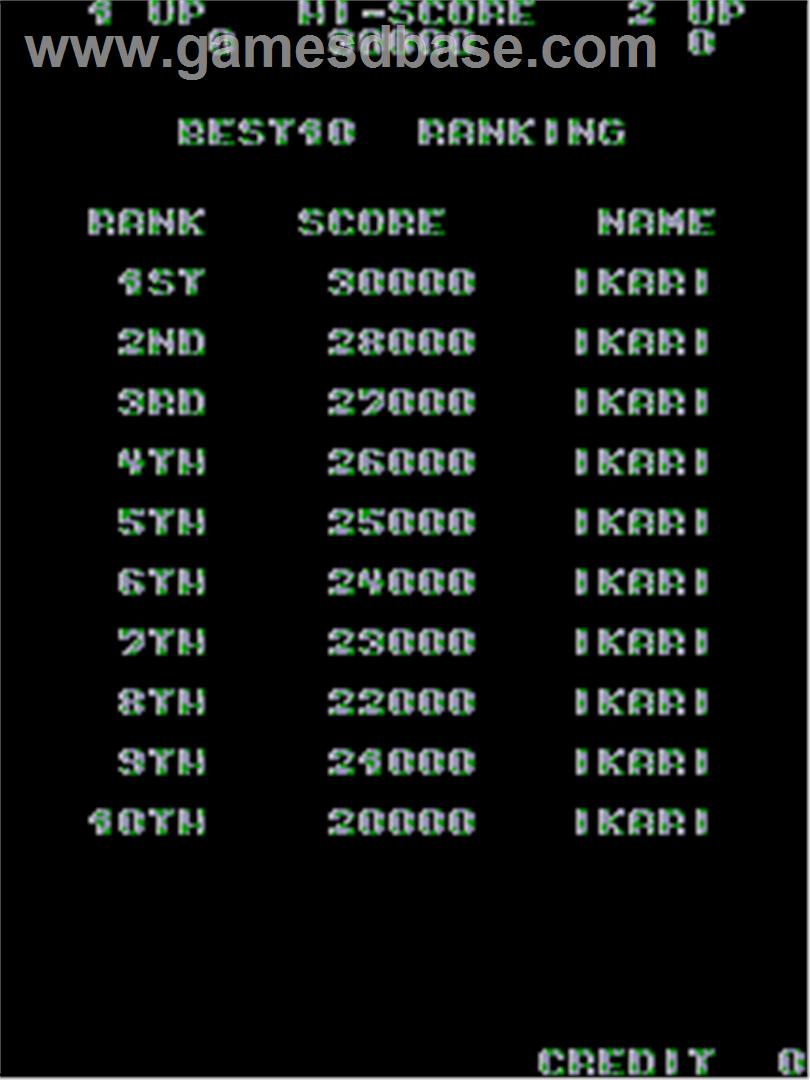 1 UP HI-SCORE 2 UP
30000 0
www.gamesdbase.com
BEST10 RANKING
RANK SCORE NAME
1ST 30000 IKARI
2ND 28000 IKARI
3RD 27000 IKARI
4TH 26000 IKARI
5TH 25000 IKARI
6TH 24000 IKARI
7TH 23000 IKARI
8TH 22000 IKARI
9TH 21000 IKARI
10TH 20000 IKARI
CREDIT 0